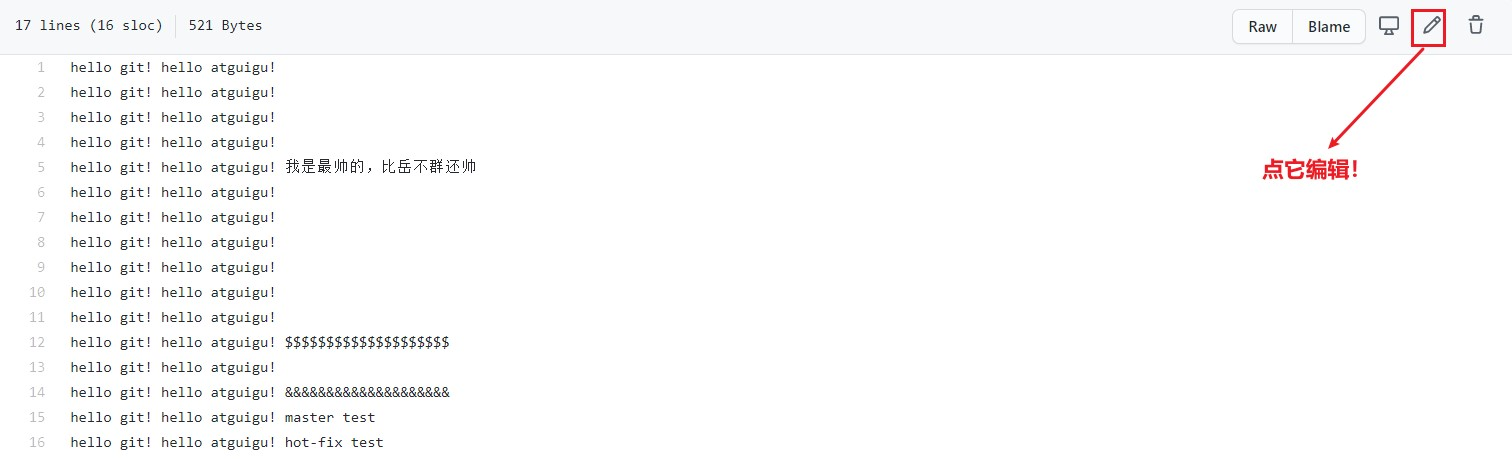 17 lines (16 sloc) 521 Bytes Raw Blame
1 hello git! hello atguigu!
2 hello git! hello atguigu!
3 hello git! hello atguigu!
4 hello git! hello atguigu!
5 hello git! hello atguigu! 我是最帅的，比岳不群还帅
点它编辑！
6 hello git! hello atguigu!
7 hello git! hello atguigu!
8 hello git! hello atguigu!
9 hello git! hello atguigu!
10 hello git! hello atguigu!
11 hello git! hello atguigu!
12 hello git! hello atguigu! $$$$$$$$$$$$$$$$$$$$
13 hello git! hello atguigu!
14 hello git! hello atguigu! &&&&&&&&&&&&&&&&&&&&
15 hello git! hello atguigu! master test
16 hello git! hello atguigu! hot-fix test